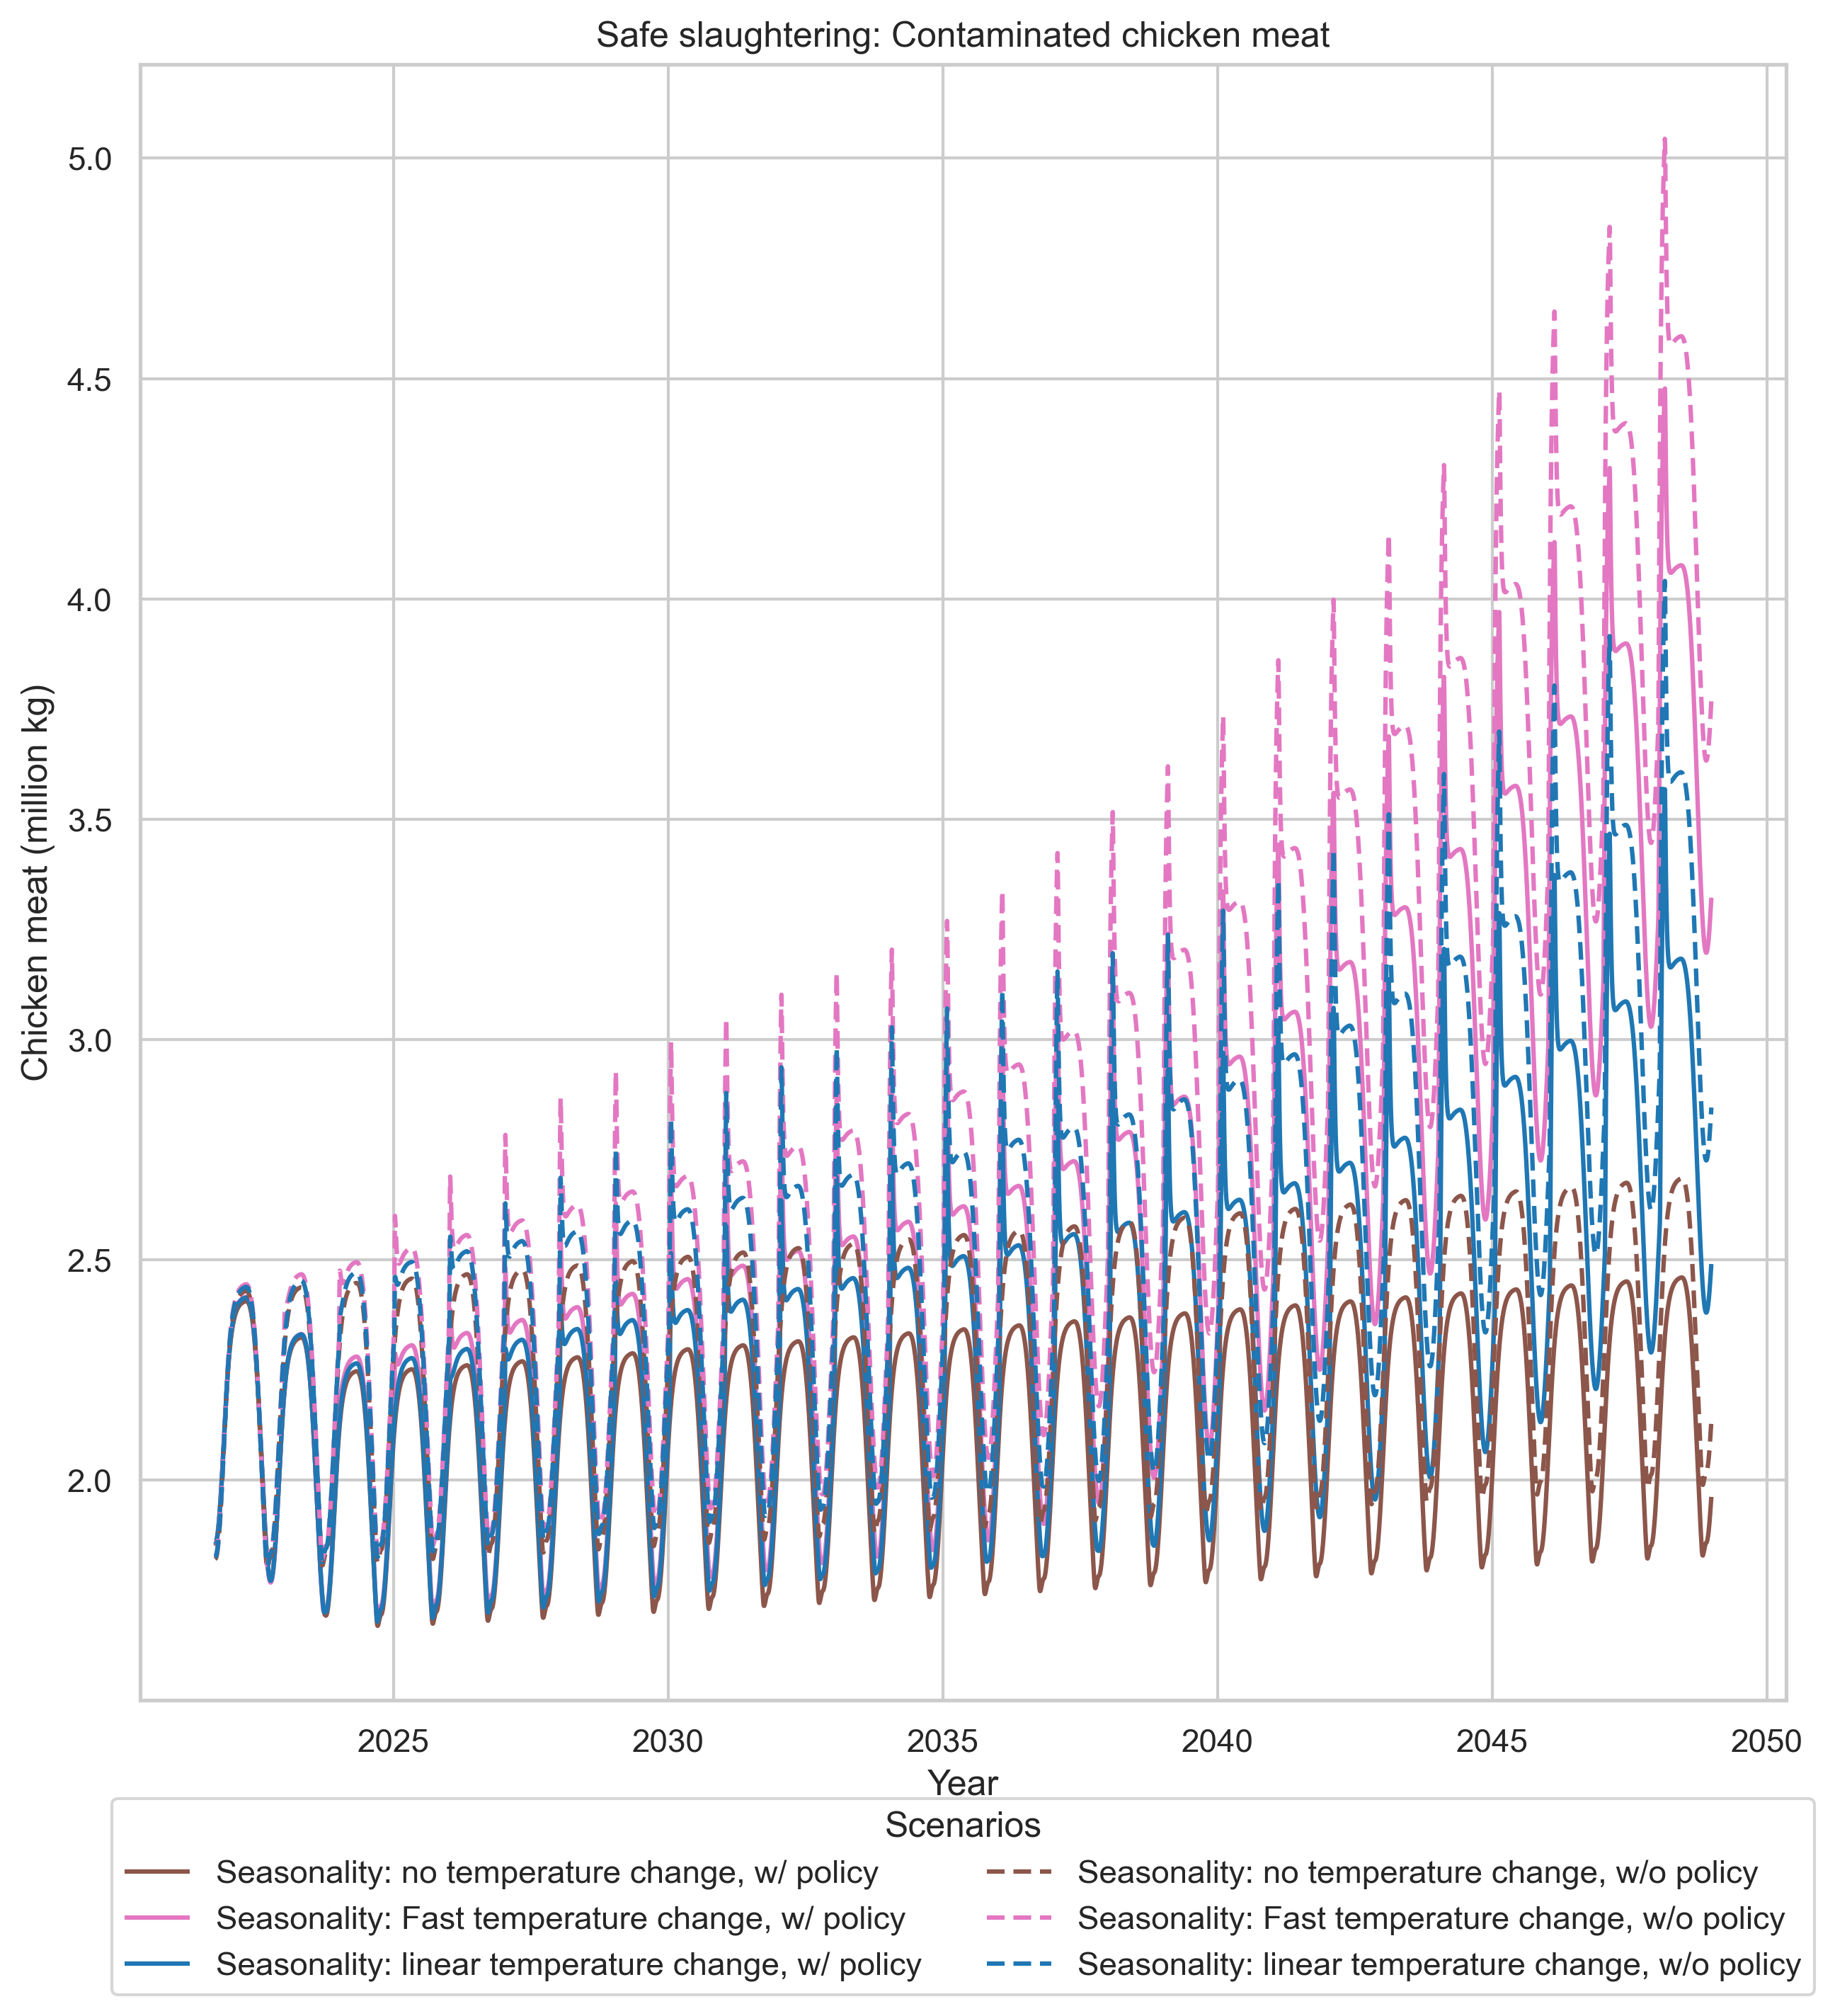 Safe slaughtering: Contaminated chicken meat
5.0
4.5
4.0
3.5
3.0
2.5
2.0
Chicken meat (million kg)
2025 2030 2035 2040 2045 2050
Year
Scenarios
Seasonality: no temperature change, w/ policy
Seasonality: Fast temperature change, w/ policy
Seasonality: linear temperature change, w/ policy
Seasonality: no temperature change, w/o policy
Seasonality: Fast temperature change, w/o policy
Seasonality: linear temperature change, w/o policy